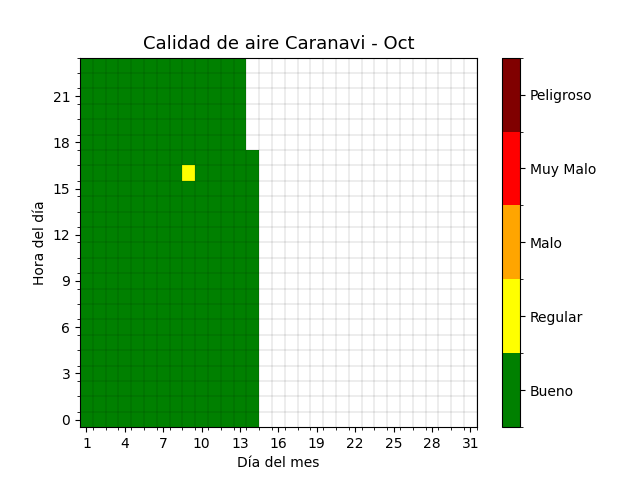 Calidad de aire Caranavi - Oct
Hora del día
21
18
15
12
9
6
3
0
1 4 7 10 13 16 19 22 25 28 31
Día del mes
Peligroso
Muy Malo
Malo
Regular
Bueno